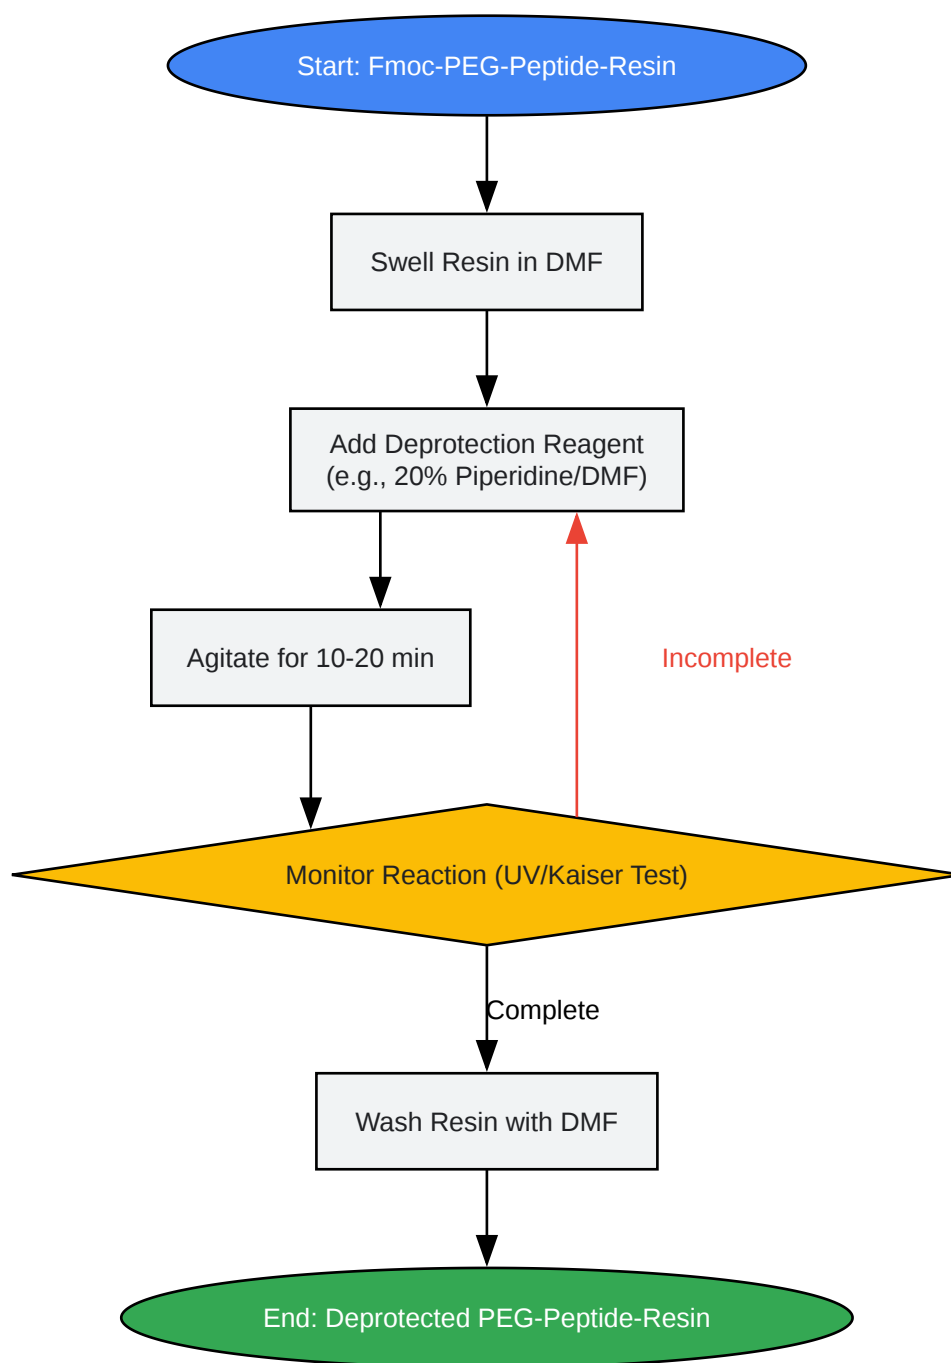 Start: Fmoc-PEG-Peptide-Resin
Swell Resin in DMF
Add Deprotection Reagent
(e.g., 20% Piperidine/DMF)
Agitate for 10-20 min
Incomplete
Monitor Reaction (UV/Kaiser Test)
Complete
Wash Resin with DMF
End: Deprotected PEG-Peptide-Resin